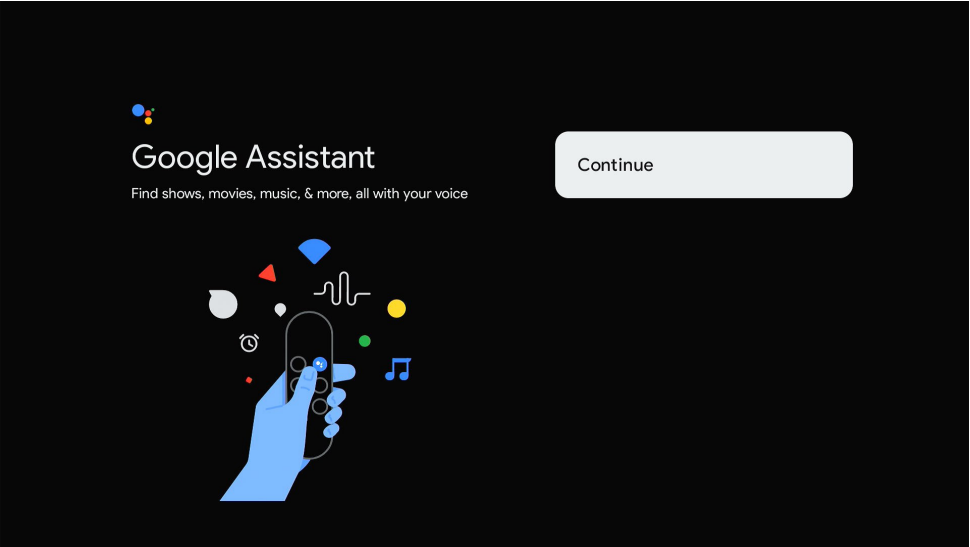 Google Assistant
Find shows, movies, music, & more, all with your voice
Continue